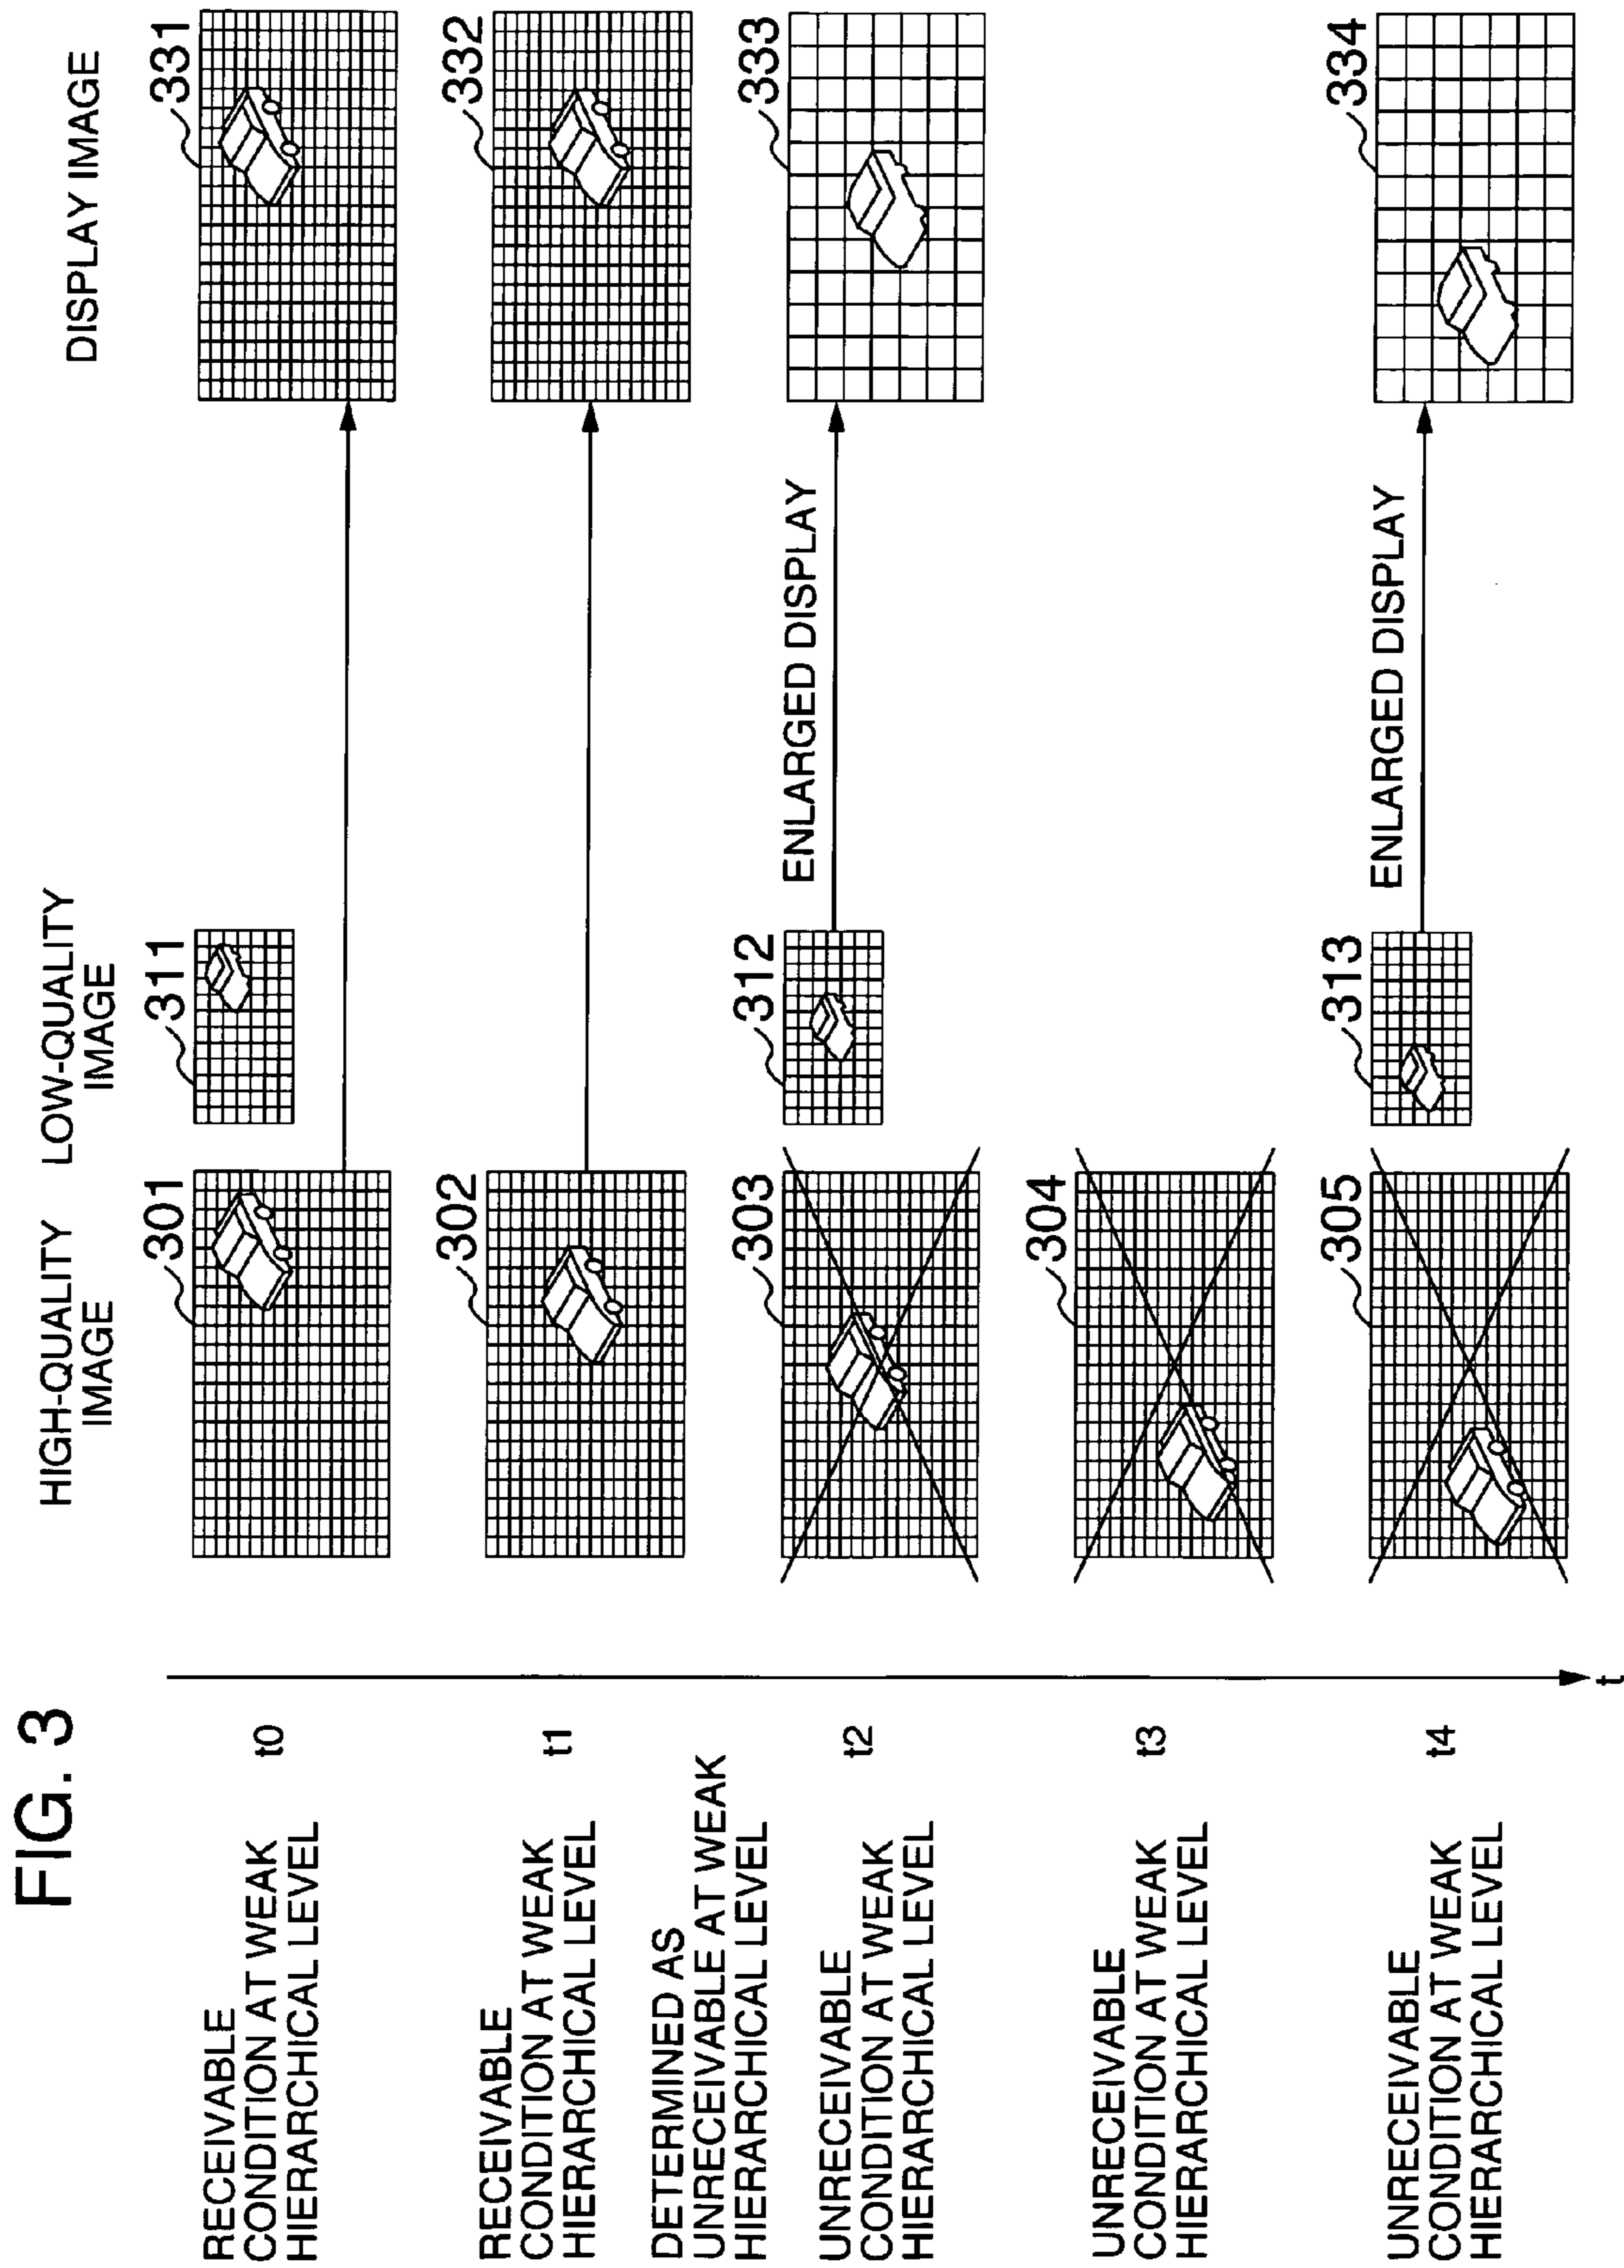 FIG. 3
HIGH-QUALITY
IMAGE
LOW-QUALITY
IMAGE
DISPLAY IMAGE
RECEIVABLE
CONDITION AT WEAK
HIERARCHICAL LEVEL
t0
301
311
331
RECEIVABLE
CONDITION AT WEAK
HIERARCHICAL LEVEL
t1
302
332
DETERMINED AS
UNRECEIVABLE AT WEAK
HIERARCHICAL LEVEL
UNRECEIVABLE
CONDITION AT WEAK
HIERARCHICAL LEVEL
t2
303
312
ENLARGED DISPLAY
333
UNRECEIVABLE
CONDITION AT WEAK
HIERARCHICAL LEVEL
t3
304
UNRECEIVABLE
CONDITION AT WEAK
HIERARCHICAL LEVEL
t4
305
313
ENLARGED DISPLAY
334
t